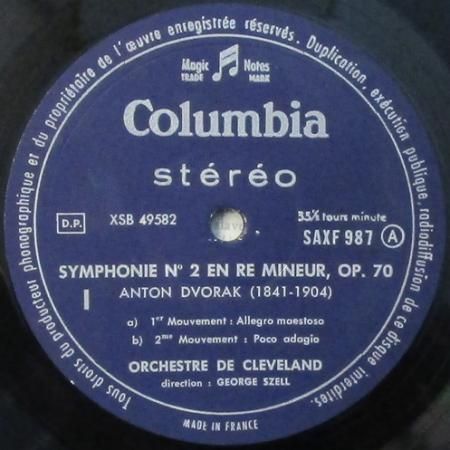 Tous droits du producteur phonographique et du propriétaire de l'œuvre enregistrée réservés. Duplication, exécution publique, radiodiffusion de ce disque interdites.
Magic Notes
TRADE MARK
Columbia
stéréo
D.P.
XSB 49582
33⅓ tours minute
SAXF 987 A
SYMPHONIE Nº 2 EN RE MINEUR, OP. 70
I
ANTON DVORAK (1841-1904)
a) 1er Mouvement : Allegro maestoso
b) 2me Mouvement : Poco adagio
ORCHESTRE DE CLEVELAND
direction : GEORGE SZELL
MADE IN FRANCE